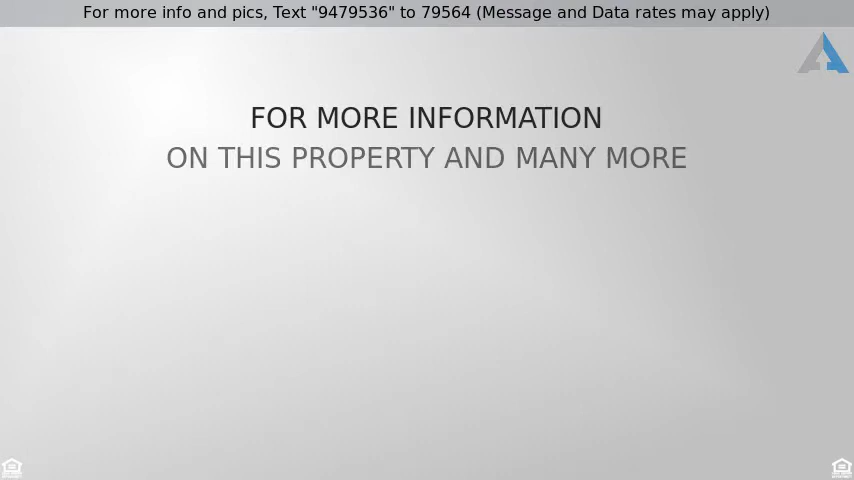 For more info and pics, Text "9479536" to 79564 (Message and Data rates may apply)
FOR MORE INFORMATION
ON THIS PROPERTY AND MANY MORE